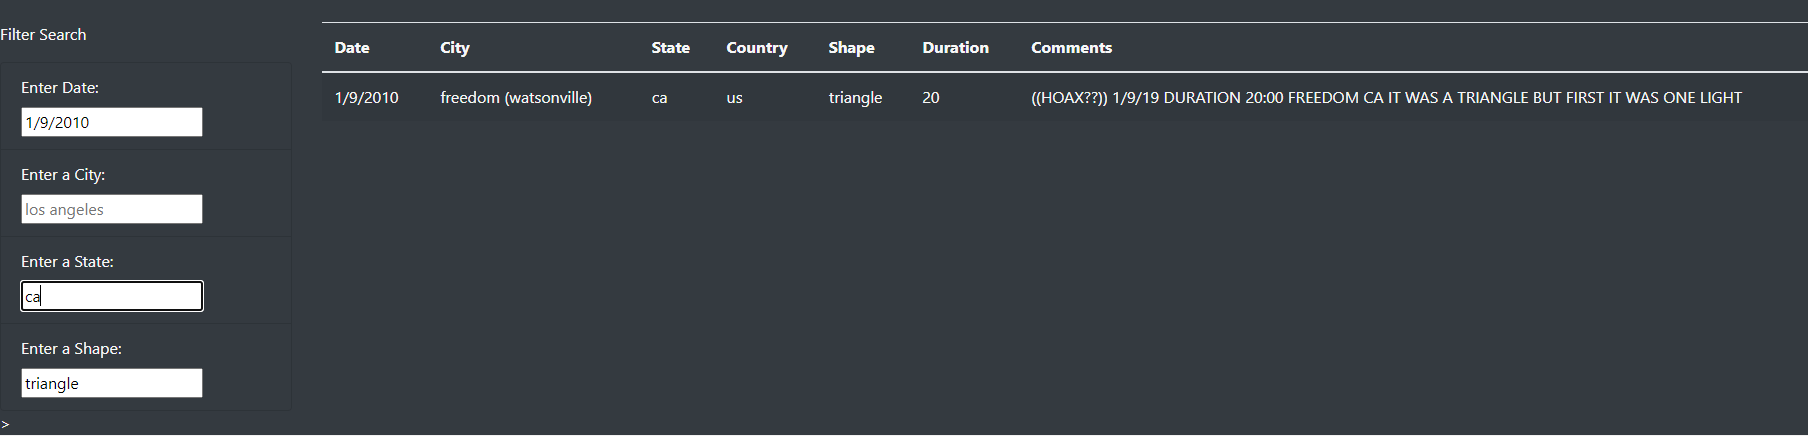 Filter Search
Enter Date:
1/9/2010
Enter a City:
los angeles
Enter a State:
ca
Enter a Shape:
triangle
>
Date City State Country Shape Duration Comments
1/9/2010 freedom (watsonville) ca us triangle 20 ((HOAX??)) 1/9/19 DURATION 20:00 FREEDOM CA IT WAS A TRIANGLE BUT FIRST IT WAS ONE LIGHT